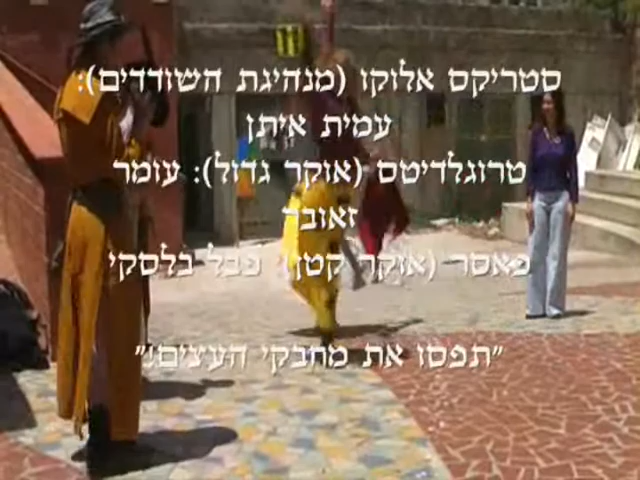 סטריקס אלוקו (מנהיגת השודדים):
עמית איתן
טרוגלדיטס (אוקר גדול): עומר
זאובר
פאסר (אוקר קטן): פבל בלסקי
"תפסו את מחבקי העצים!"